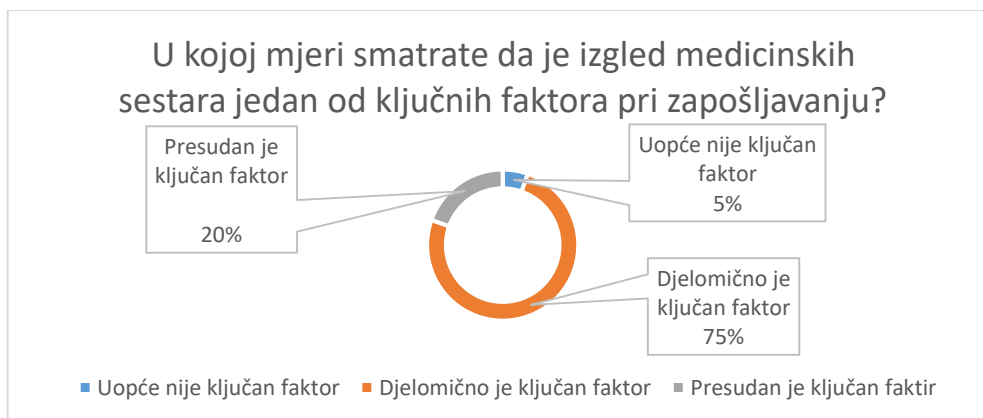 U kojoj mjeri smatrate da je izgled medicinskih
sestara jedan od ključnih faktora pri zapošljavanju?
Presudan je
ključan faktor
20%
Uopće nije ključan
faktor
5%
Djelomično je
ključan faktor
75%
Uopće nije ključan faktor
Djelomično je ključan faktor
Presudan je ključan faktir